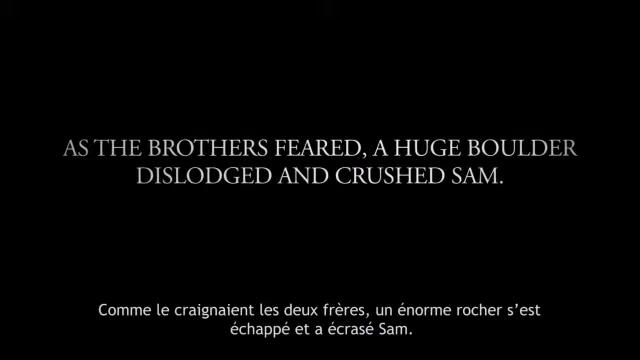 AS THE BROTHERS FEARED, A HUGE BOULDER
DISLODGED AND CRUSHED SAM.
Comme le craignaient les deux frères, un énorme rocher s'est
échappé et a écrasé Sam.